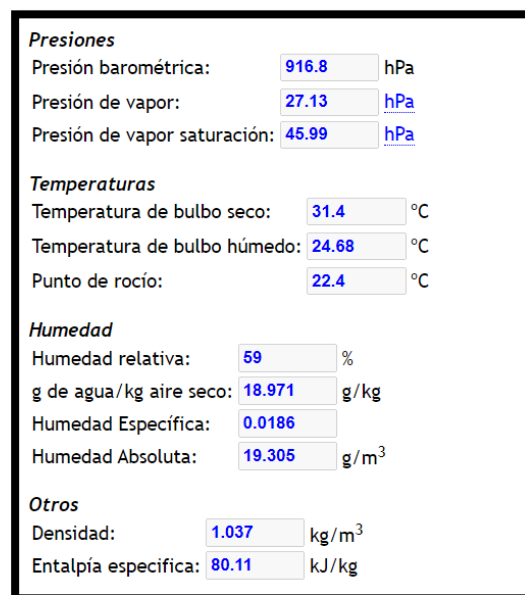 Presiones
Presión barométrica: 916.8 hPa
Presión de vapor: 27.13 hPa
Presión de vapor saturación: 45.99 hPa
Temperaturas
Temperatura de bulbo seco: 31.4 °C
Temperatura de bulbo húmedo: 24.68 °C
Punto de rocío: 22.4 °C
Humedad
Humedad relativa: 59 %
g de agua/kg aire seco: 18.971 g/kg
Humedad Específica: 0.0186
Humedad Absoluta: 19.305 g/m³
Otros
Densidad: 1.037 kg/m³
Entalpía especifica: 80.11 kJ/kg